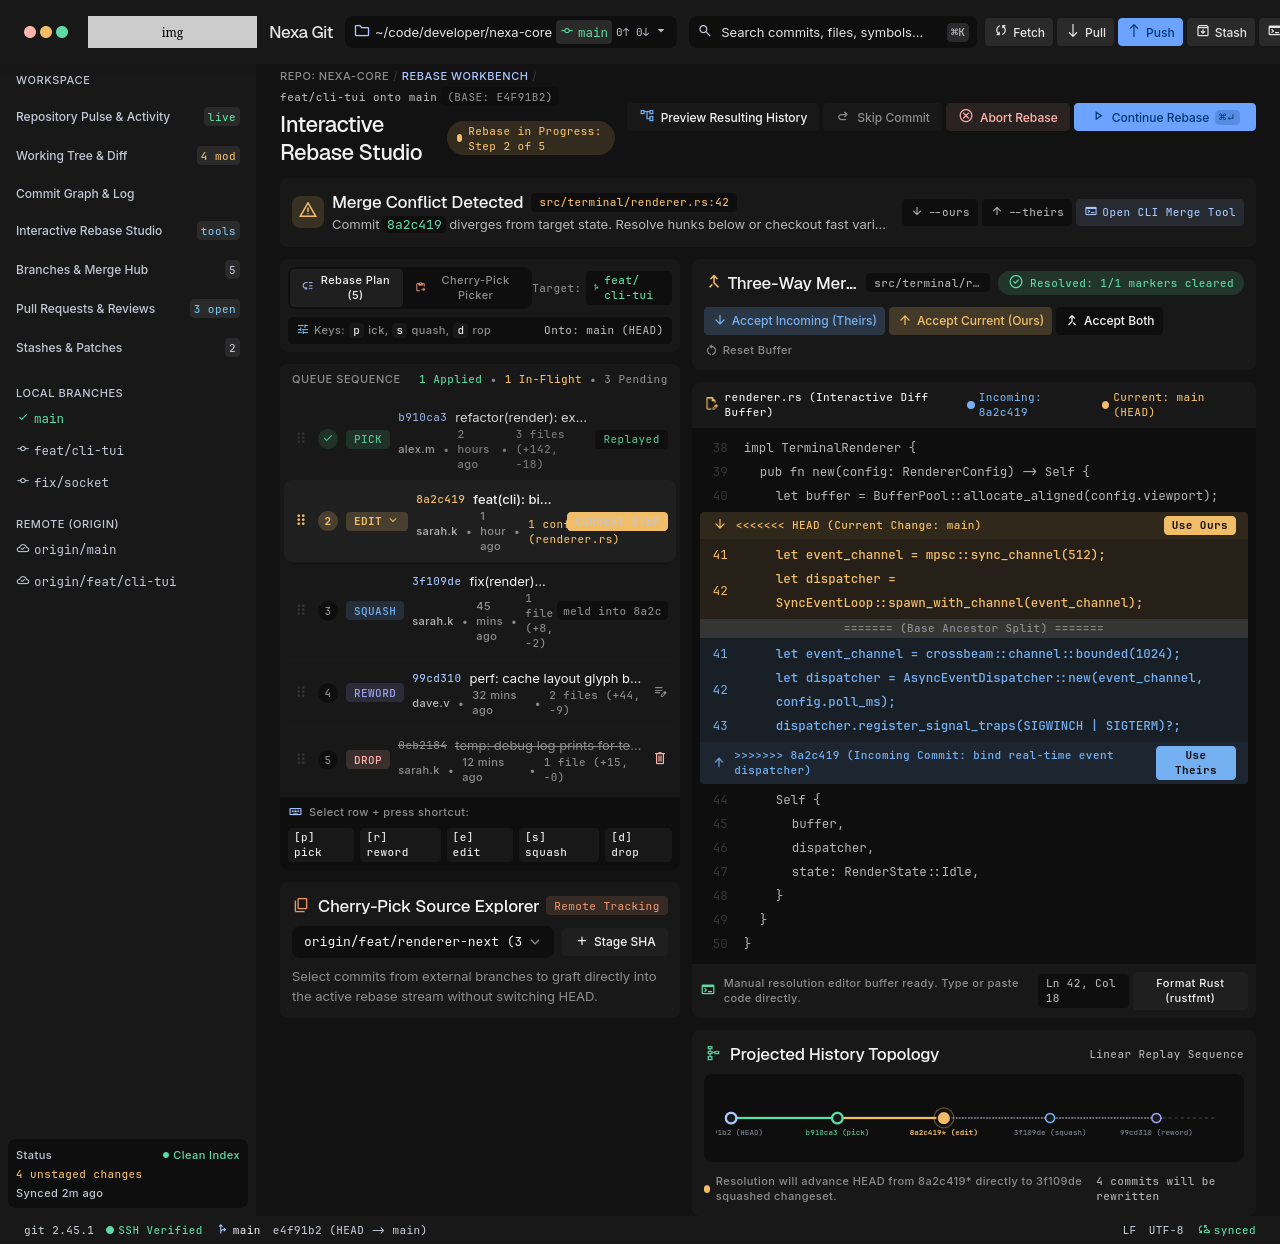 img
Nexa Git
~/code/developer/nexa-core
main
0↑ 0↓
Search commits, files, symbols...
⌘K
Fetch
Pull
Push
Stash
WORKSPACE
Repository Pulse & Activity
live
Working Tree & Diff
4 mod
Commit Graph & Log
Interactive Rebase Studio
tools
Branches & Merge Hub
5
Pull Requests & Reviews
3 open
Stashes & Patches
2
LOCAL BRANCHES
main
feat/cli-tui
fix/socket
REMOTE (ORIGIN)
origin/main
origin/feat/cli-tui
Status
Clean Index
4 unstaged changes
Synced 2m ago
REPO: NEXA-CORE / REBASE WORKBENCH /
feat/cli-tui onto main (BASE: E4F91B2)
Interactive
Rebase Studio
Rebase in Progress:
Step 2 of 5
Preview Resulting History
Skip Commit
Abort Rebase
Continue Rebase ⌘↵
Merge Conflict Detected
src/terminal/renderer.rs:42
Commit 8a2c419 diverges from target state. Resolve hunks below or checkout fast vari...
--ours
--theirs
Open CLI Merge Tool
Rebase Plan
(5)
Cherry-Pick
Picker
Target:
feat/
cli-tui
Keys: p ick, s quash, d rop
Onto: main (HEAD)
QUEUE SEQUENCE
1 Applied • 1 In-Flight • 3 Pending
b910ca3 refactor(render): ex...
PICK
alex.m • 2 hours ago • 3 files (+142, -18)
Replayed
8a2c419 feat(cli): bi...
2
EDIT
sarah.k • 1 hour ago •
(renderer.rs)
3f109de fix(render)...
3
SQUASH
sarah.k • 45 mins ago • 1 file (+8, -2)
meld into 8a2c
99cd310 perf: cache layout glyph b...
4
REWORD
dave.v • 32 mins ago • 2 files (+44, -9)
0cb2184 temp: debug log prints for te...
5
DROP
sarah.k • 12 mins ago • 1 file (+15, -0)
Select row + press shortcut:
[p] pick
[r] reword
[e] edit
[s] squash
[d] drop
Cherry-Pick Source Explorer
Remote Tracking
origin/feat/renderer-next (3
Stage SHA
Select commits from external branches to graft directly into
the active rebase stream without switching HEAD.
Three-Way Mer...
src/terminal/r…
Resolved: 1/1 markers cleared
Accept Incoming (Theirs)
Accept Current (Ours)
Accept Both
Reset Buffer
renderer.rs (Interactive Diff
Buffer)
Incoming:
8a2c419
Current: main
(HEAD)
38 impl TerminalRenderer {
39 pub fn new(config: RendererConfig) -> Self {
40 let buffer = BufferPool::allocate_aligned(config.viewport);
<<<<<<< HEAD (Current Change: main)
Use Ours
41 let event_channel = mpsc::sync_channel(512);
42 let dispatcher =
SyncEventLoop::spawn_with_channel(event_channel);
======= (Base Ancestor Split) =======
41 let event_channel = crossbeam::channel::bounded(1024);
42 let dispatcher = AsyncEventDispatcher::new(event_channel,
config.poll_ms);
43 dispatcher.register_signal_traps(SIGWINCH | SIGTERM)?;
>>>>>>> 8a2c419 (Incoming Commit: bind real-time event
dispatcher)
Use
Theirs
44 Self {
45 buffer,
46 dispatcher,
47 state: RenderState::Idle,
48 }
49 }
50 }
Manual resolution editor buffer ready. Type or paste
code directly.
Ln 42, Col
18
Format Rust
(rustfmt)
Projected History Topology
Linear Replay Sequence
1b2 (HEAD)
b910ca3 (pick)
8a2c419* (edit)
3f109de (squash)
99cd310 (reword)
Resolution will advance HEAD from 8a2c419* directly to 3f109de
squashed changeset.
4 commits will be
rewritten
git 2.45.1
SSH Verified
main
e4f91b2 (HEAD -> main)
LF
UTF-8
synced